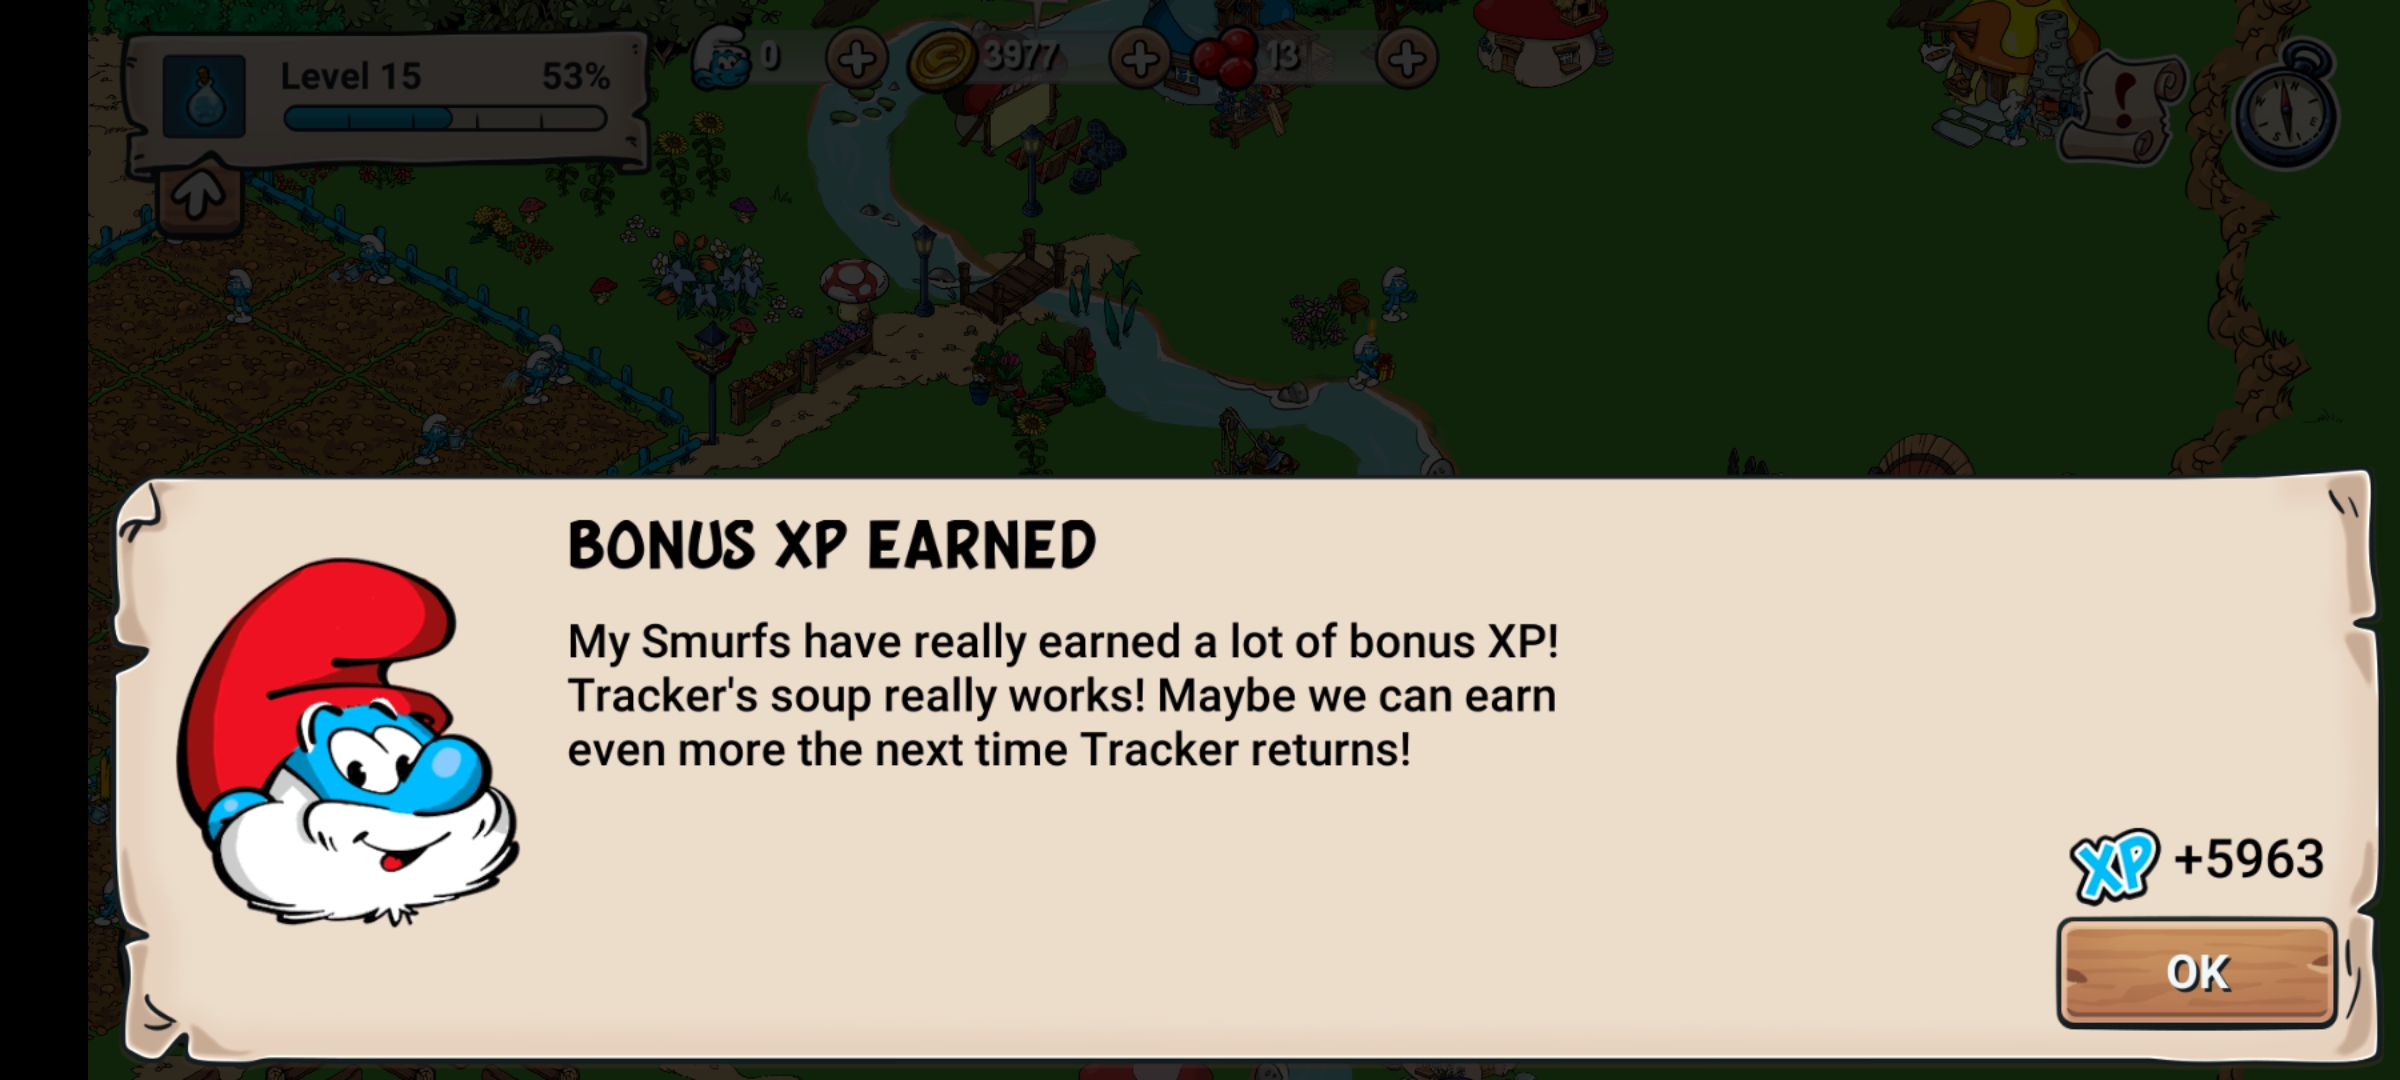 Level 15 53%
0 3977 13
BONUS XP EARNED
My Smurfs have really earned a lot of bonus XP!
Tracker's soup really works! Maybe we can earn
even more the next time Tracker returns!
XP +5963
OK